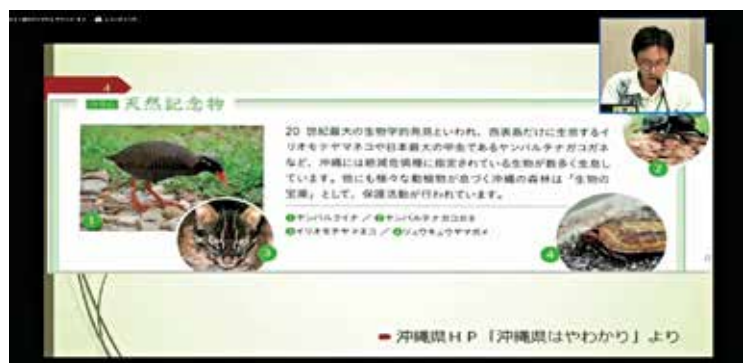 4
天然記念物
20 世紀最大の生物学的発見といわれ、西表島だけに生息するイ
リオモテヤマネコや日本最大の甲虫であるヤンバルテナガコガネ
など、沖縄には絶滅危惧種に指定されている生物が数多く生息し
ています。他にも様々な動植物が息づく沖縄の森林は「生物の
宝庫」として、保護活動が行われています。
❶ヤンバルクイナ / ❷ヤンバルテナガコガネ
❸イリオモテヤマネコ / ❹リュウキュウヤマガメ
1
2
3
4
沖縄県HP「沖縄県はやわかり」より